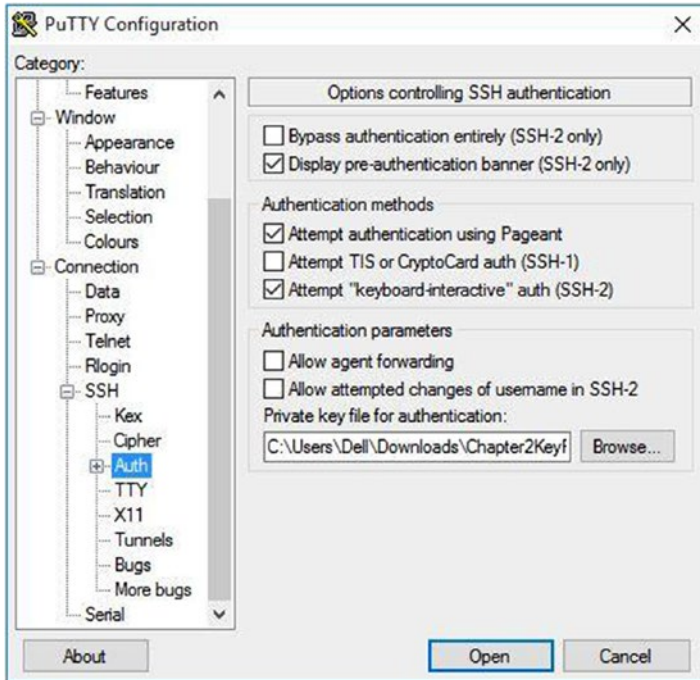 PuTTY Configuration
Category:
Features
Window
Appearance
Behaviour
Translation
Selection
Colours
Connection
Data
Proxy
Telnet
Rlogin
SSH
Kex
Cipher
Auth
TTY
X11
Tunnels
Bugs
More bugs
Serial
Options controlling SSH authentication
Bypass authentication entirely (SSH-2 only)
Display pre-authentication banner (SSH-2 only)
Authentication methods
Attempt authentication using Pageant
Attempt TIS or CryptoCard auth (SSH-1)
Attempt "keyboard-interactive" auth (SSH-2)
Authentication parameters
Allow agent forwarding
Allow attempted changes of username in SSH-2
Private key file for authentication:
C:\Users\Dell\Downloads\Chapter2KeyF Browse...
About Open Cancel